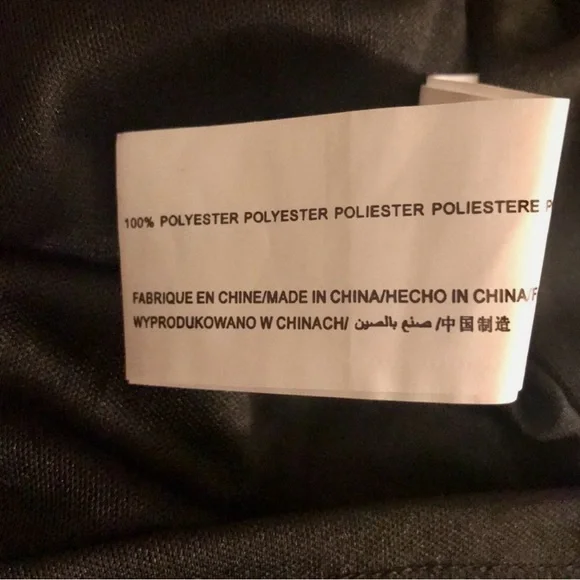 100% POLYESTER POLYESTER POLIESTER POLIESTERE P
FABRIQUE EN CHINE/MADE IN CHINA/HECHO IN CHINA/F
WYPRODUKOWANO W CHINACH/ صنع بالصين /中国制造